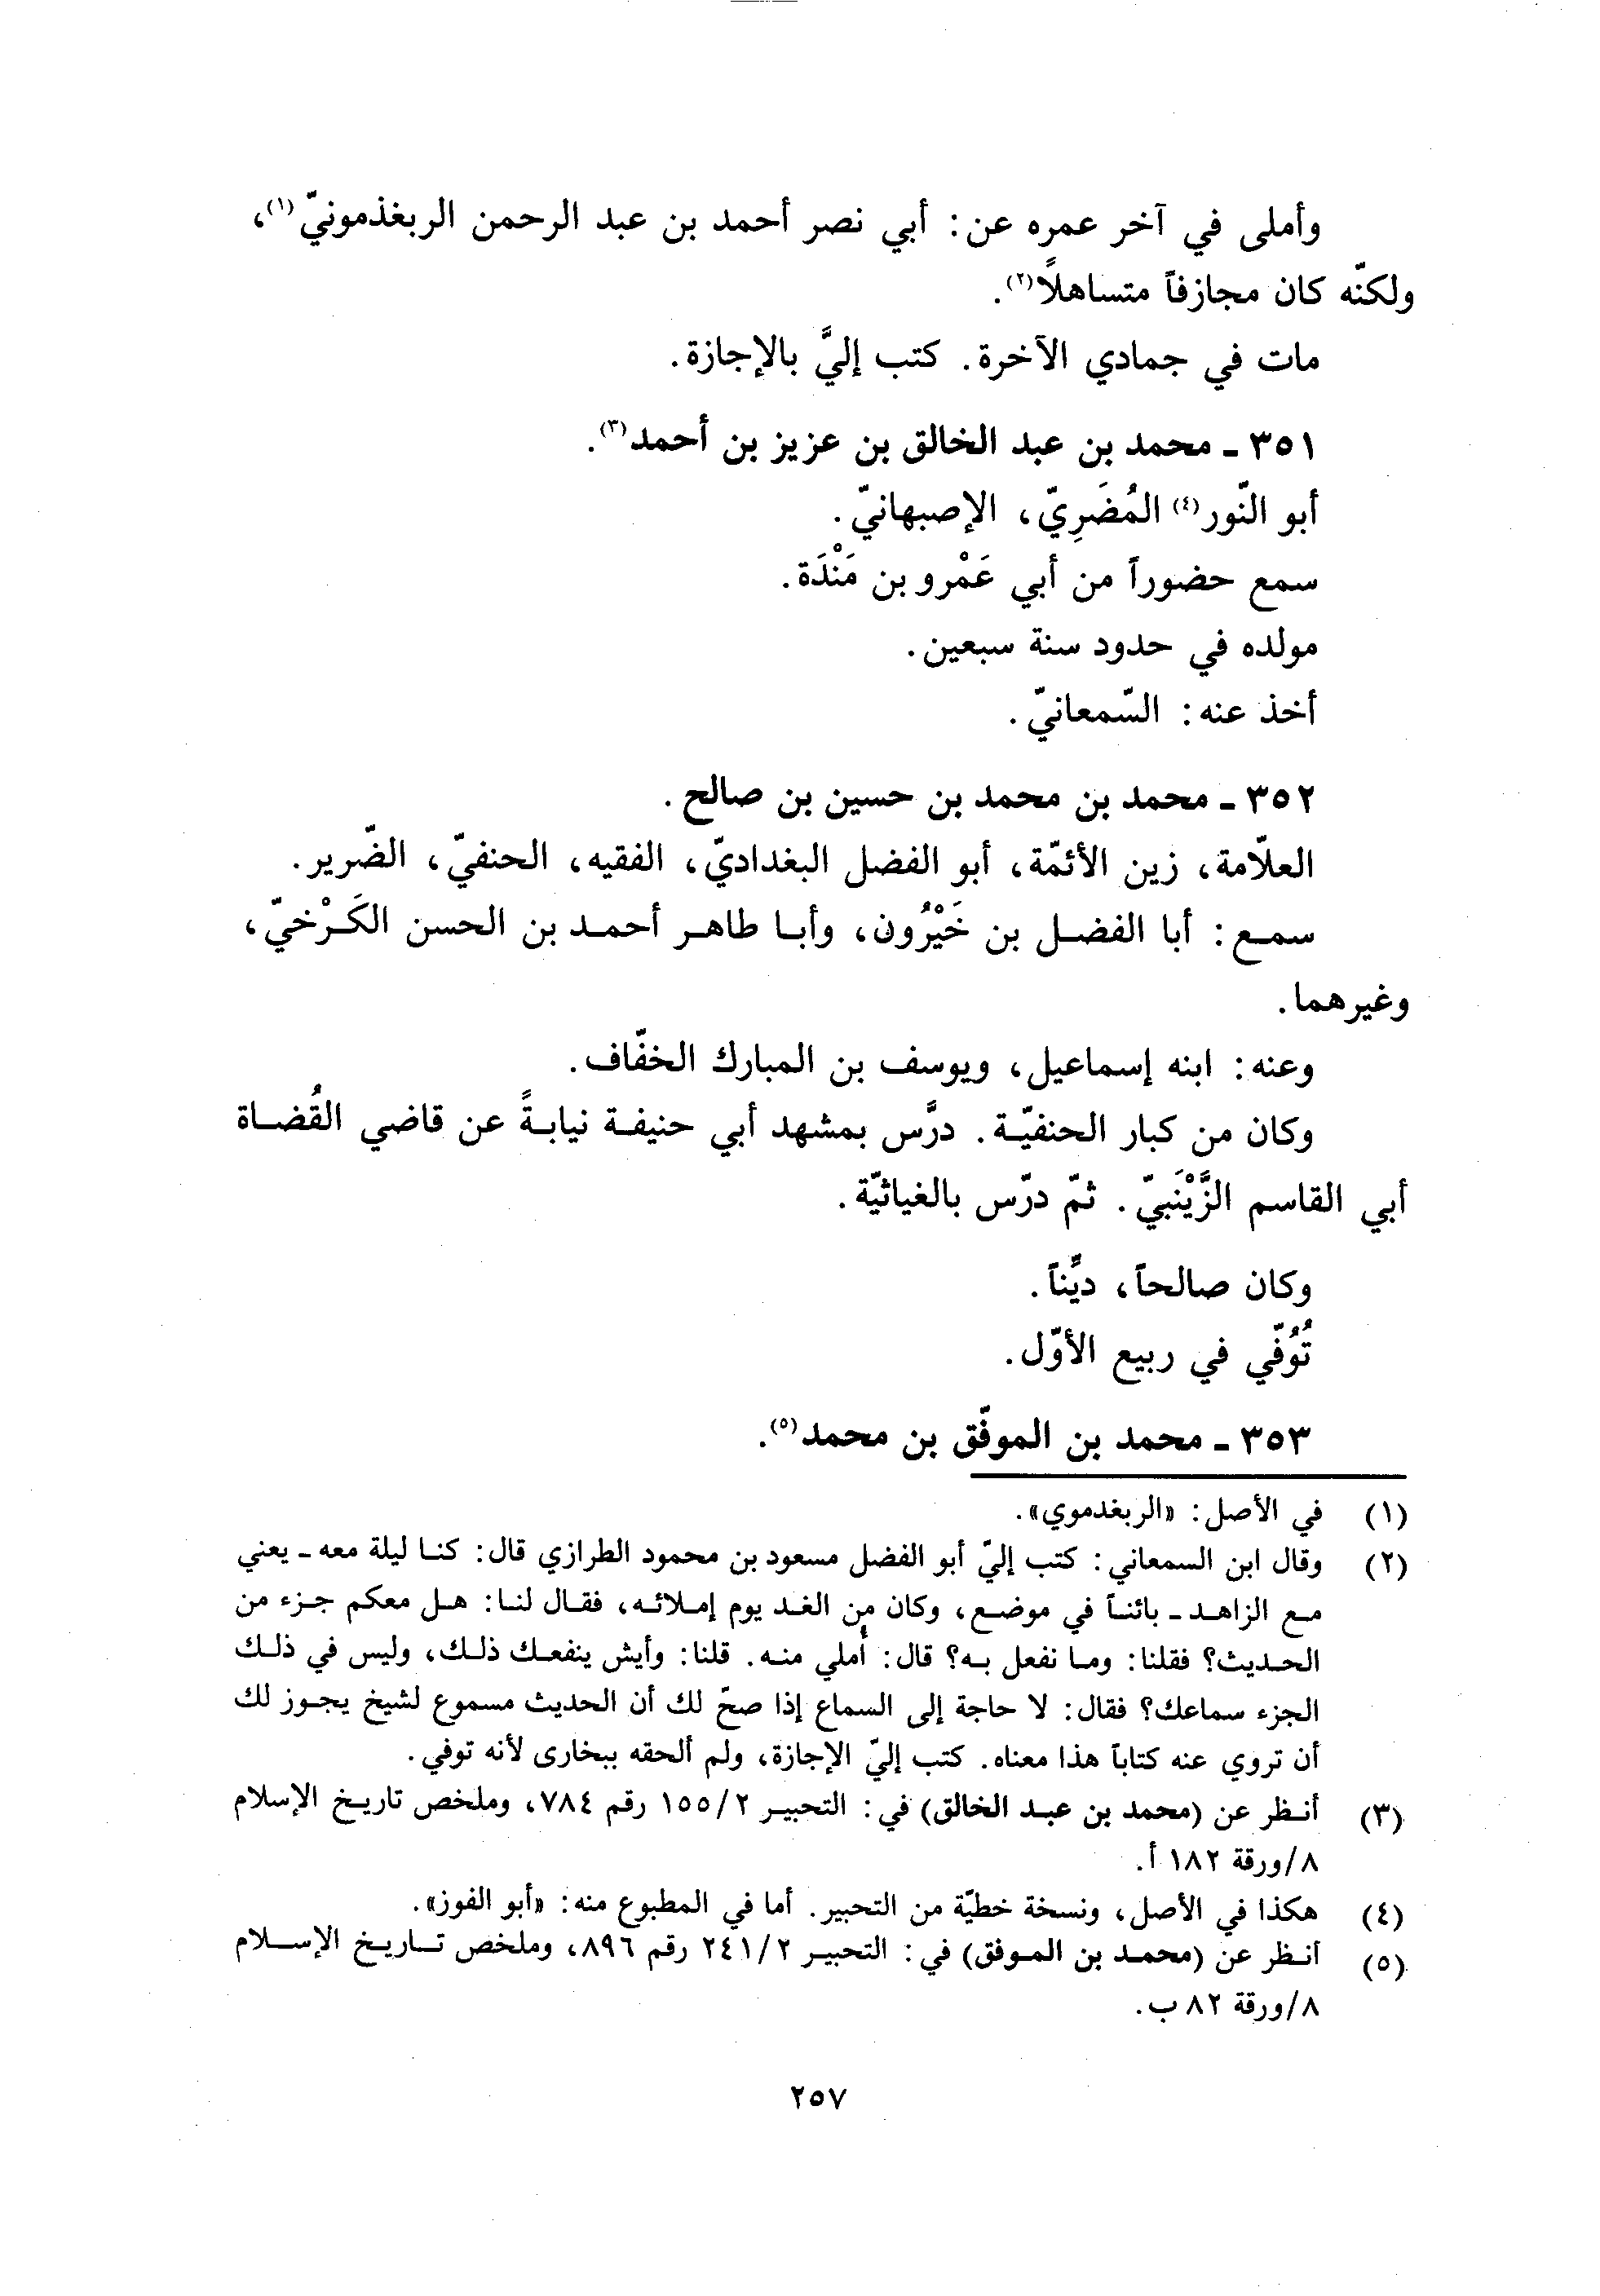 وأملى في آخر عمره عن: أبي نصر أحمد بن عبد الرحمن الربغذمونيّ(١)،
ولكنّه كان مجازفاً متساهلاً(٢).
مات في جمادي الآخرة. كتب إليَّ بالإجازة.
٣٥١ ـ محمد بن عبد الخالق بن عزيز بن أحمد(٣).
أبو النّور(٤) المُضَرِيّ، الإصبهانيّ.
سمع حضوراً من أبي عَمْرو بن مَنْدَة.
مولده في حدود سنة سبعين.
أخذ عنه: السّمعانيّ.
٣٥٢ ـ محمد بن محمد بن حسين بن صالح.
العلّامة، زين الأئمّة، أبو الفضل البغداديّ، الفقيه، الحنفيّ، الضّرير.
سمع: أبا الفضل بن خَيْرُون، وأبا طاهر أحمد بن الحسن الكَرْخيّ،
وغيرهما.
وعنه: ابنه إسماعيل، ويوسف بن المبارك الخفّاف.
وكان من كبار الحنفيّة. درَّس بمشهد أبي حنيفة نيابةً عن قاضي القُضاة
أبي القاسم الزَّيْنَبيّ. ثمّ درّس بالغياثيّة.
وكان صالحاً، ديِّناً.
تُوُفّي في ربيع الأوّل.
٣٥٣ ـ محمد بن الموفّق بن محمد(٥).
(١) في الأصل: «الربغدموي».
(٢) وقال ابن السمعاني: كتب إليّ أبو الفضل مسعود بن محمود الطرازي قال: كنا ليلة معه ـ يعني
مع الزاهد ـ بائناً في موضع، وكان من الغد يوم إملائه، فقال لنا: هل معكم جزء من
الحديث؟ فقلنا: وما نفعل به؟ قال: أُملي منه. قلنا: وأيش ينفعك ذلك، وليس في ذلك
الجزء سماعك؟ فقال: لا حاجة إلى السماع إذا صحّ لك أن الحديث مسموع لشيخ يجوز لك
أن تروي عنه كتاباً هذا معناه. كتب إليّ الإجازة، ولم ألحقه ببخارى لأنه توفي.
(٣) أنظر عن (محمد بن عبد الخالق) في: التحبير ١٥٥/٢ رقم ٧٨٤، وملخص تاريخ الإسلام
٨/ورقة ١٨٢ أ.
(٤) هكذا في الأصل، ونسخة خطيّة من التحبير. أما في المطبوع منه: «أبو الفوز».
(٥) أنظر عن (محمد بن الموفق) في: التحبير ٢٤١/٢ رقم ٨٩٦، وملخص تاريخ الإسلام
٨/ورقة ٨٢ ب.
٢٥٧